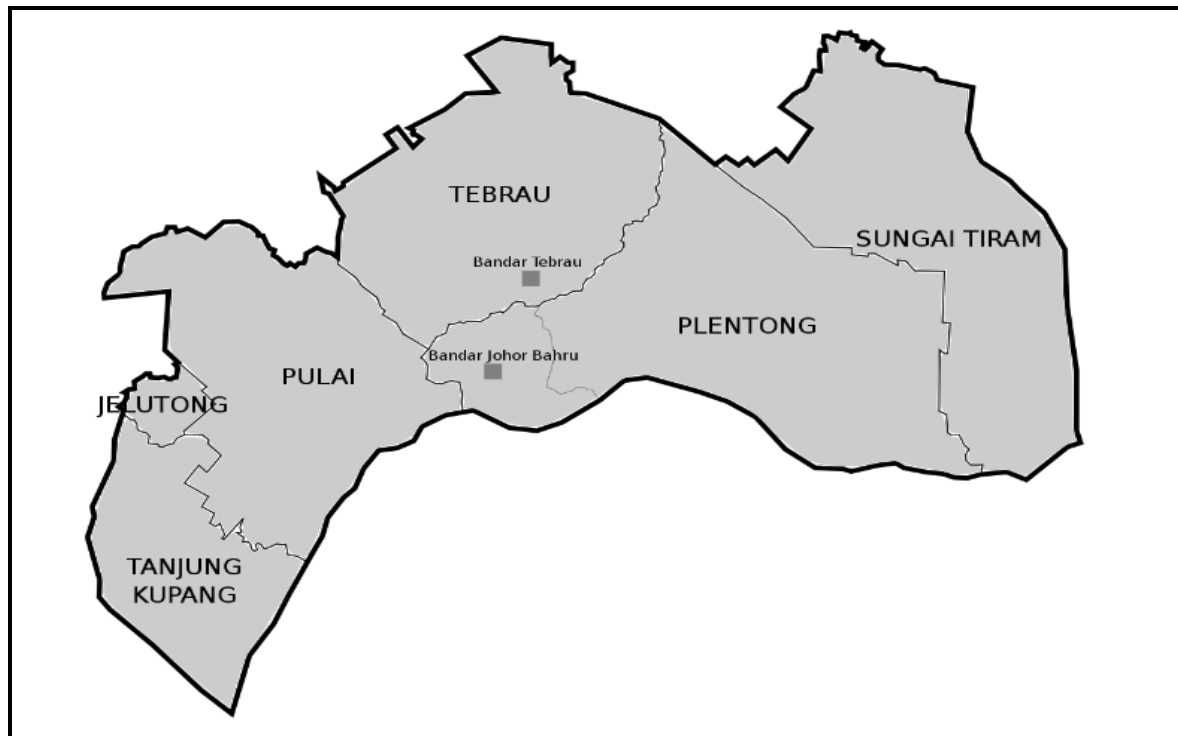 TEBRAU
SUNGAI TIRAM
Bandar Tebrau
PLENTONG
Bandar Johor Bahru
PULAI
JELUTONG
TANJUNG
KUPANG